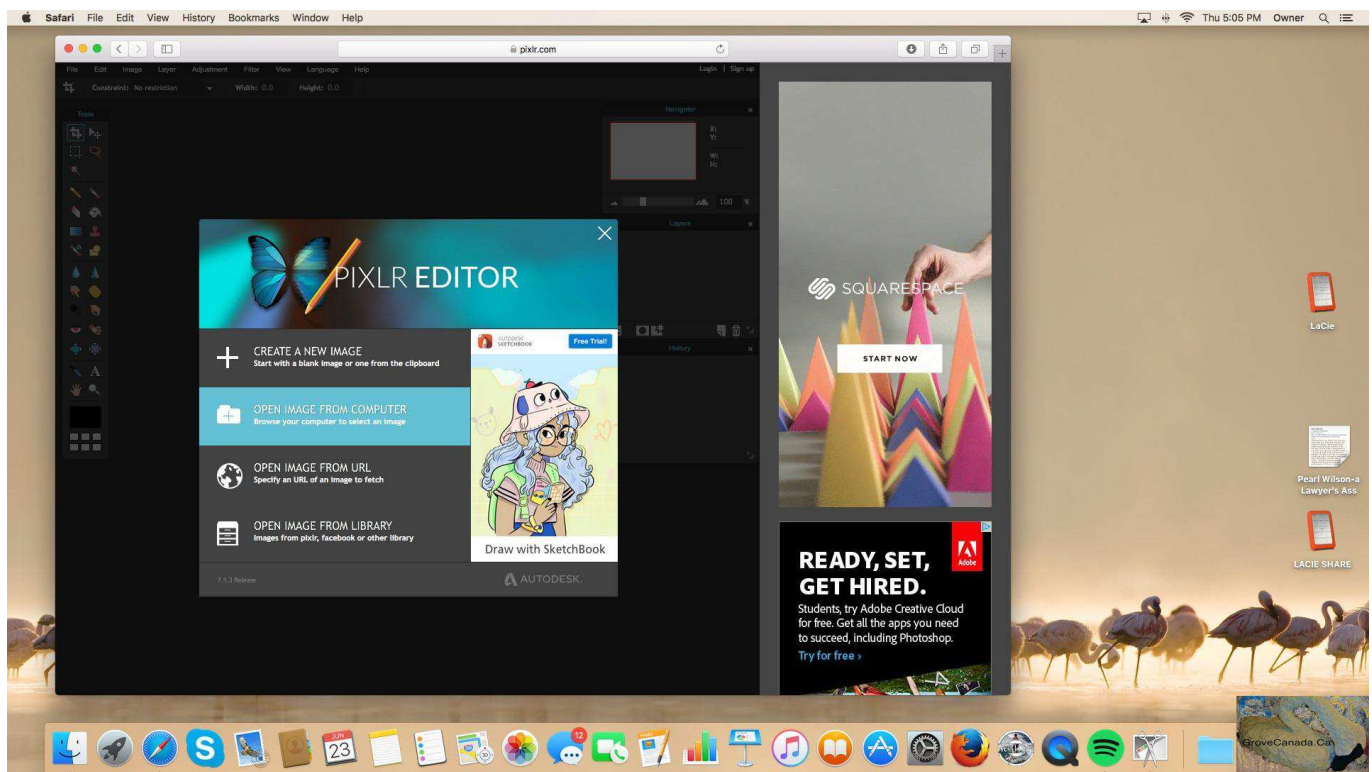 Safari File Edit View History Bookmarks Window Help
Thu 5:05 PM Owner
pixlr.com
File Edit Image Layer Adjustment Filter View Language Help
Login | Sign up
Constraint: No restriction Width: 0.0 Height: 0.0
Tools
Navigator
X:
Y:
W:
H:
100 %
Layers
History
PIXLR EDITOR
CREATE A NEW IMAGE
Start with a blank image or one from the clipboard
OPEN IMAGE FROM COMPUTER
Browse your computer to select an image
OPEN IMAGE FROM URL
Specify an URL of an image to fetch
OPEN IMAGE FROM LIBRARY
Images from pixlr, facebook or other library
7.1.3 Release
AUTODESK.
AUTODESK
SKETCHBOOK
Free Trial!
Draw with SketchBook
SQUARESPACE
START NOW
READY, SET,
GET HIRED.
Adobe
Students, try Adobe Creative Cloud
for free. Get all the apps you need
to succeed, including Photoshop.
Try for free ›
LaCie
Pearl Wilson-a
Lawyer's Ass
LACIE SHARE
JUN
23
12
GroveCanada.Ca